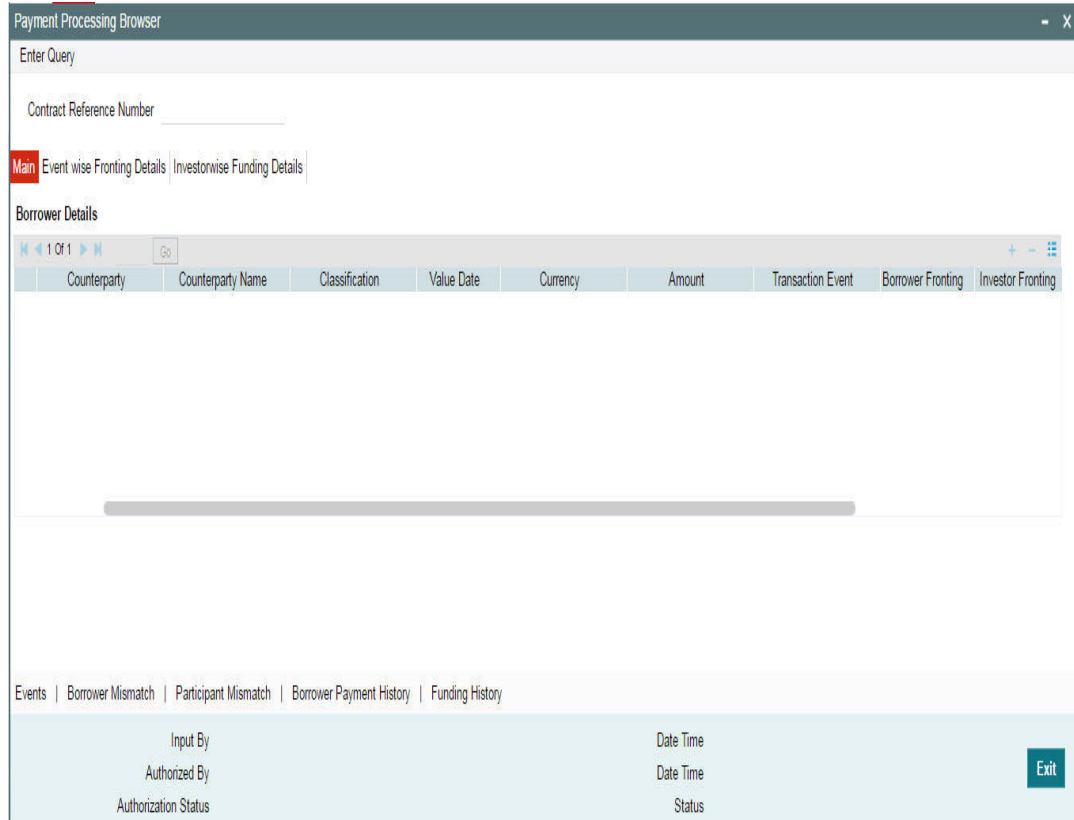 Payment Processing Browser - X
Enter Query
Contract Reference Number
Main Event wise Fronting Details Investorwise Funding Details
Borrower Details
1 Of 1 Go + -
Counterparty Counterparty Name Classification Value Date Currency Amount Transaction Event Borrower Fronting Investor Fronting
Events | Borrower Mismatch | Participant Mismatch | Borrower Payment History | Funding History
Input By Date Time
Authorized By Date Time Exit
Authorization Status Status